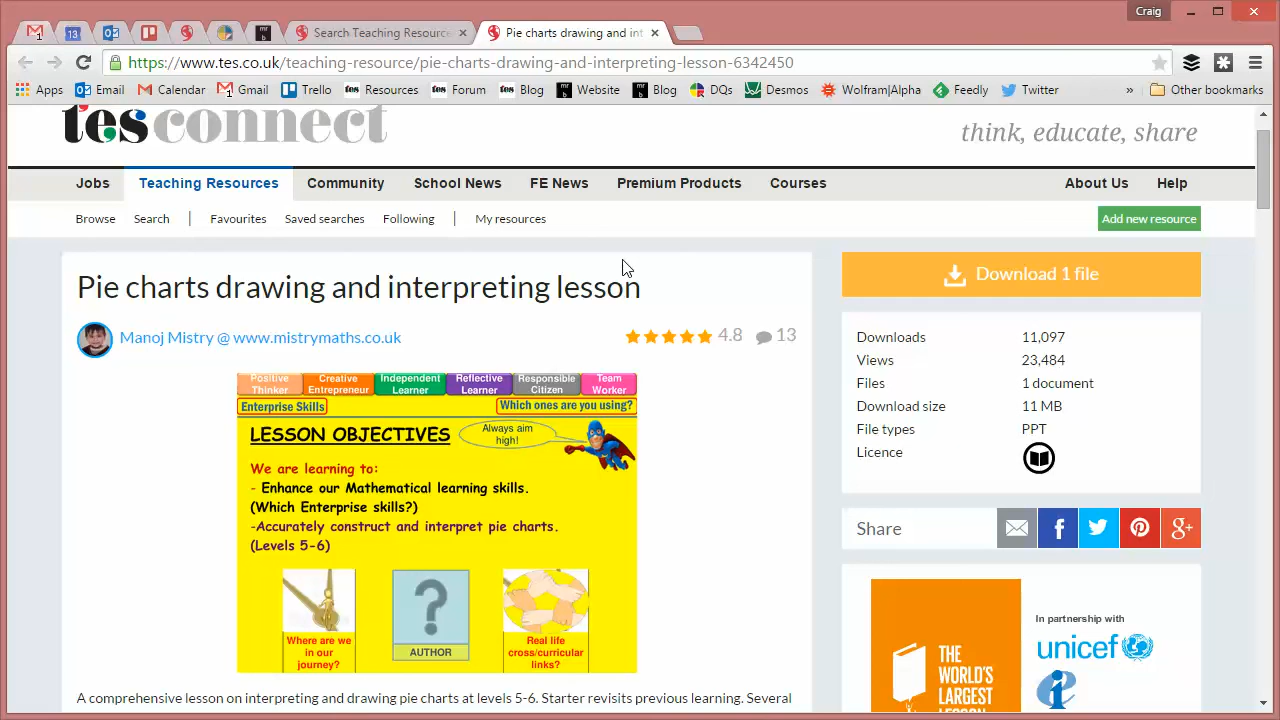 Craig
Search Teaching Resource
Pie charts drawing and int
https://www.tes.co.uk/teaching-resource/pie-charts-drawing-and-interpreting-lesson-6342450
Apps Email Calendar Gmail Trello tes Resources tes Forum tes Blog Website Blog DQs Desmos Wolfram|Alpha Feedly Twitter » Other bookmarks
tesconnect
think, educate, share
Jobs Teaching Resources Community School News FE News Premium Products Courses About Us Help
Browse Search | Favourites Saved searches Following | My resources Add new resource
Pie charts drawing and interpreting lesson
Manoj Mistry @ www.mistrymaths.co.uk
4.8 13
Positive Thinker
Creative Entrepreneur
Independent Learner
Reflective Learner
Responsible Citizen
Team Worker
Enterprise Skills
Which ones are you using?
LESSON OBJECTIVES
Always aim
high!
We are learning to:
- Enhance our Mathematical learning skills.
(Which Enterprise skills?)
-Accurately construct and interpret pie charts.
(Levels 5-6)
?
Where are we
in our
journey?
AUTHOR
Real life
cross/curricular
links?
A comprehensive lesson on interpreting and drawing pie charts at levels 5-6. Starter revisits previous learning. Several
Download 1 file
Downloads 11,097
Views 23,484
Files 1 document
Download size 11 MB
File types PPT
Licence
Share
f
g+
THE
WORLD'S
LARGEST
LESSON
In partnership with
unicef